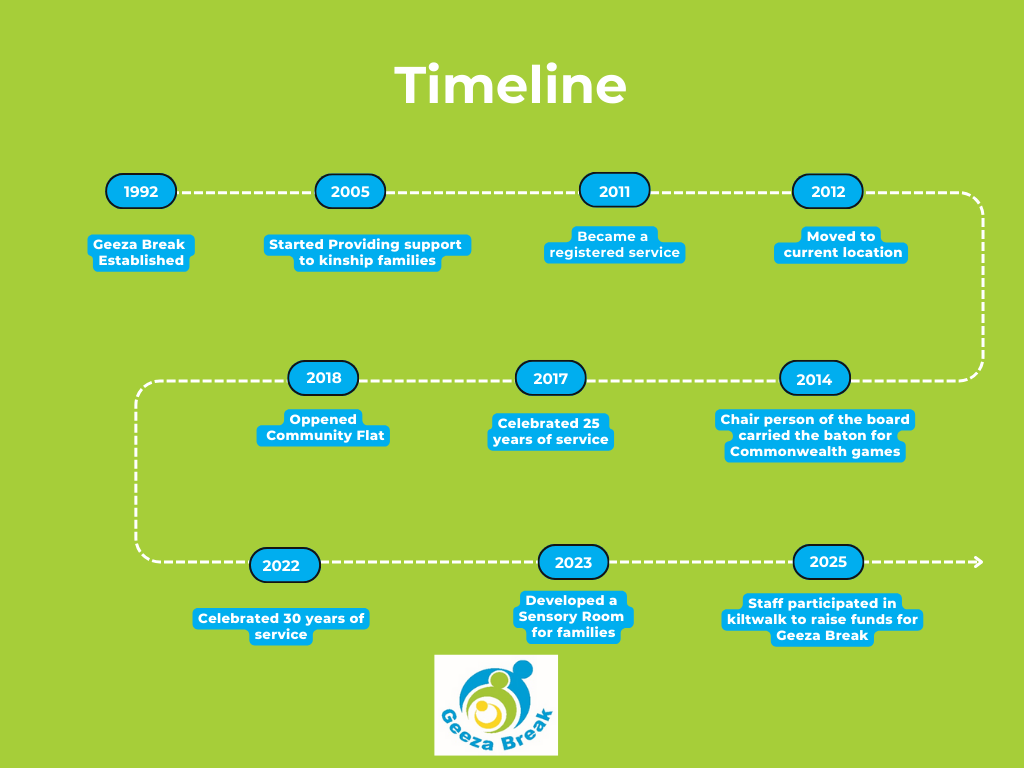 Timeline
1992
Geeza Break
Established
2005
Started Providing support
to kinship families
2011
Became a
registered service
2012
Moved to
current location
2014
Chair person of the board
carried the baton for
Commonwealth games
2017
Celebrated 25
years of service
2018
Oppened
Community Flat
2022
Celebrated 30 years of
service
2023
Developed a
Sensory Room
for families
2025
Staff participated in
kiltwalk to raise funds for
Geeza Break
Geeza Break